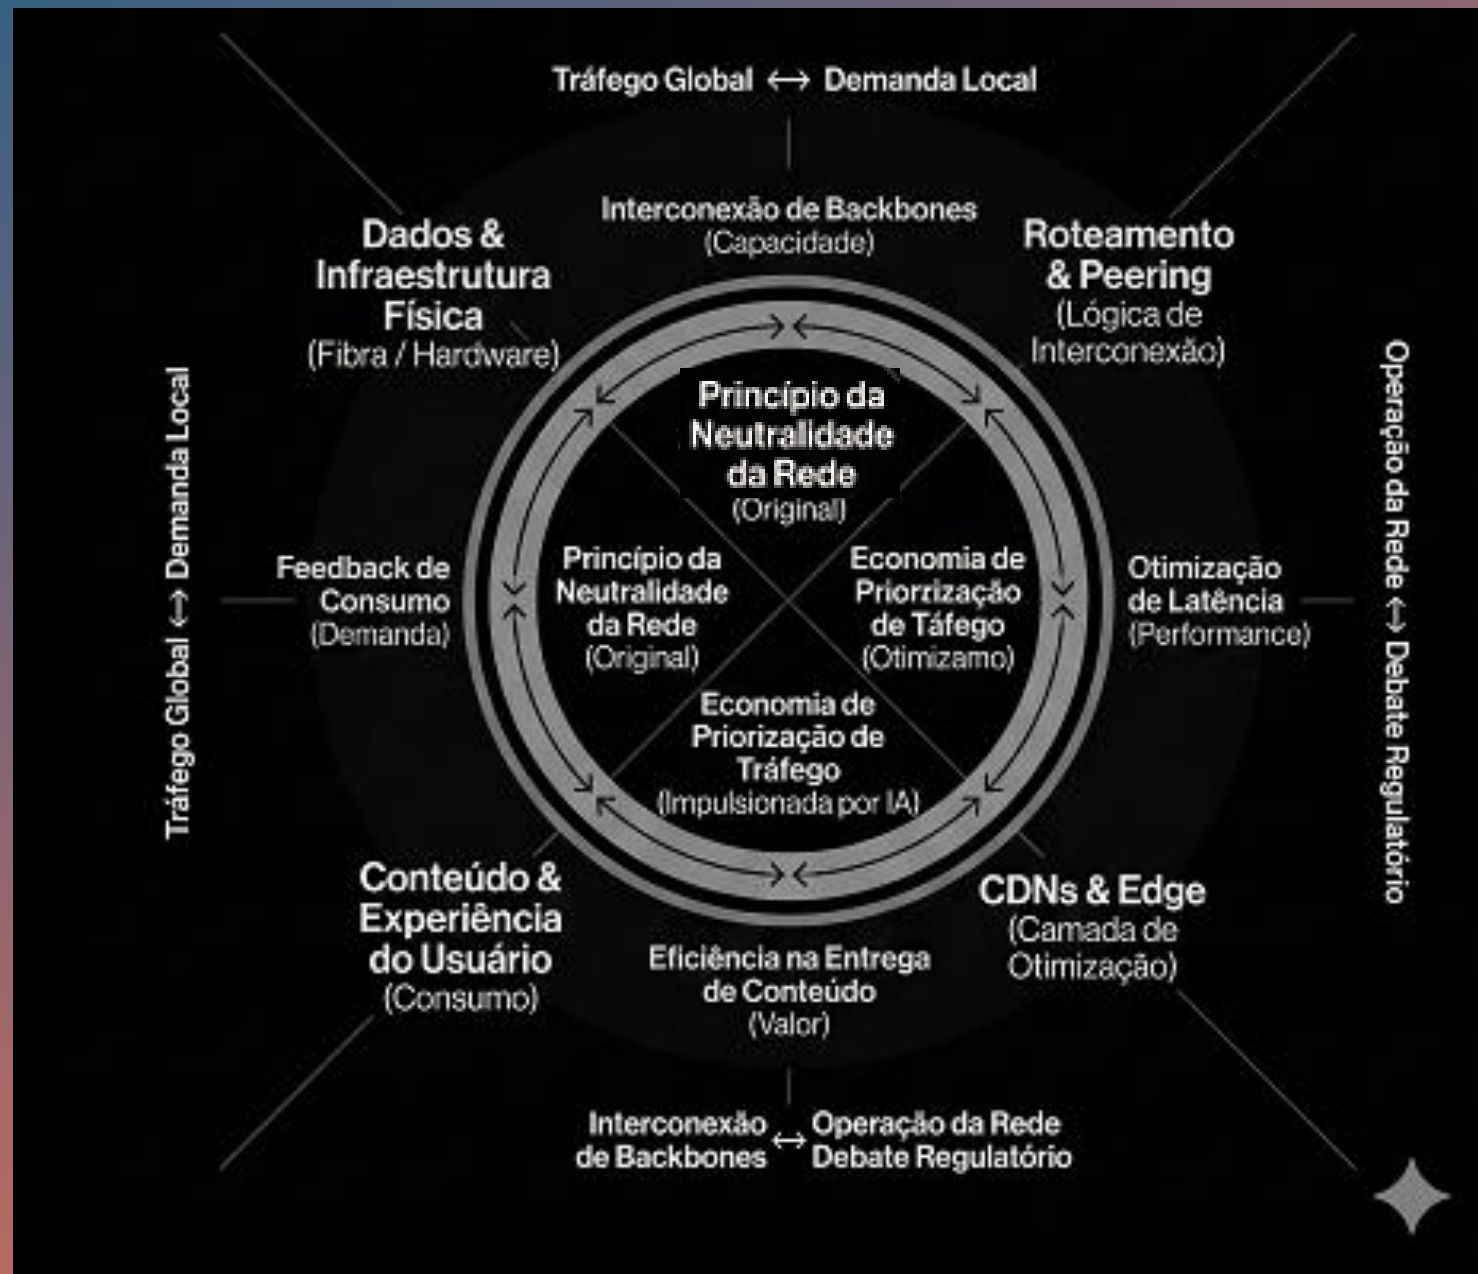 Tráfego Global ↔ Demanda Local
Interconexão de Backbones
(Capacidade)
Dados &
Infraestrutura
Física
(Fibra / Hardware)
Roteamento
& Peering
(Lógica de
Interconexão)
Princípio da
Neutralidade
da Rede
(Original)
Tráfego Global ↔ Demanda Local
Feedback de
Consumo
(Demanda)
Princípio da
Neutralidade
da Rede
(Original)
Economia de
Priorrização
de Táfego
(Otimizamo)
Otimização
de Latência
(Performance)
Operação da Rede ↔ Debate Regulatório
Economia de
Priorização de
Tráfego
(Impulsionada por IA)
Conteúdo &
Experiência
do Usuário
(Consumo)
CDNs & Edge
(Camada de
Otimização)
Eficiência na Entrega
de Conteúdo
(Valor)
Interconexão
de Backbones
↔
Operação da Rede
Debate Regulatório